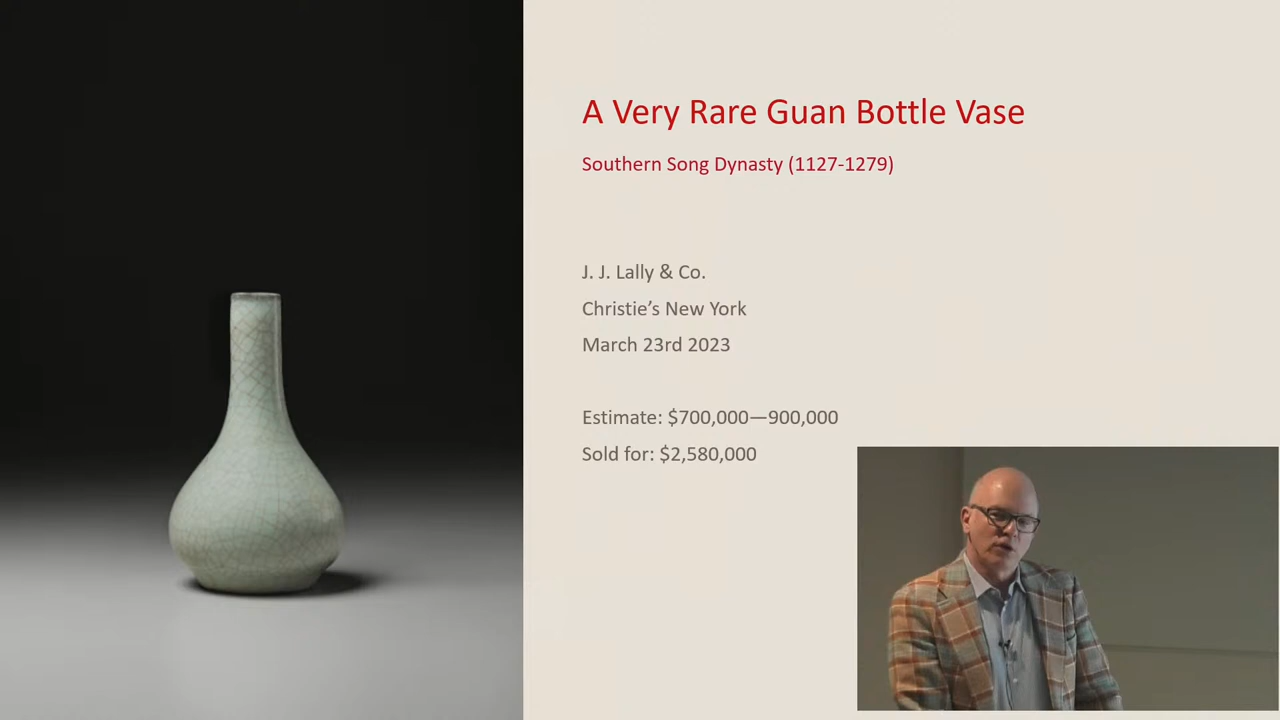 A Very Rare Guan Bottle Vase
Southern Song Dynasty (1127-1279)
J. J. Lally & Co.
Christie’s New York
March 23rd 2023
Estimate: $700,000—900,000
Sold for: $2,580,000